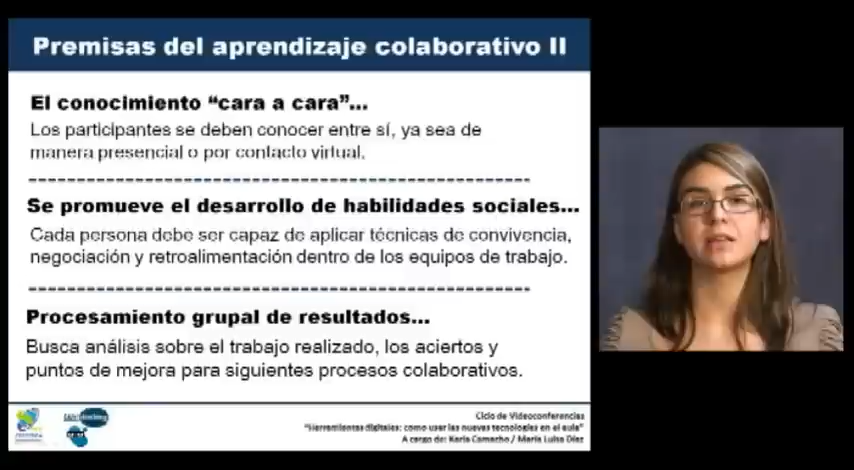 Premisas del aprendizaje colaborativo II
El conocimiento “cara a cara”...
Los participantes se deben conocer entre sí, ya sea de
manera presencial o por contacto virtual.
Se promueve el desarrollo de habilidades sociales...
Cada persona debe ser capaz de aplicar técnicas de convivencia,
negociación y retroalimentación dentro de los equipos de trabajo.
Procesamiento grupal de resultados...
Busca análisis sobre el trabajo realizado, los aciertos y
puntos de mejora para siguientes procesos colaborativos.
Ciclo de Videoconferencias
"Herramientas digitales: como usar las nuevas tecnologías en el aula"
A cargo de: Karla Camacho / María Luisa Díez